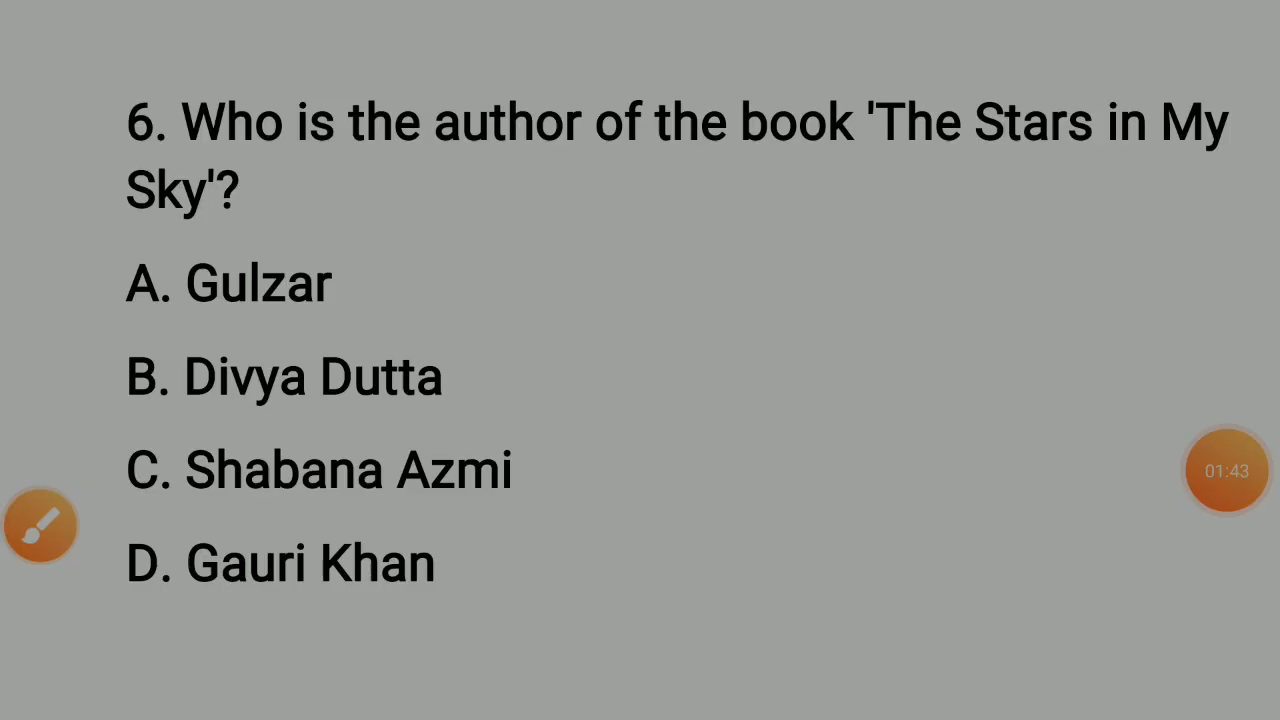 6. Who is the author of the book 'The Stars in My
Sky'?
A. Gulzar
B. Divya Dutta
C. Shabana Azmi
01:43
D. Gauri Khan